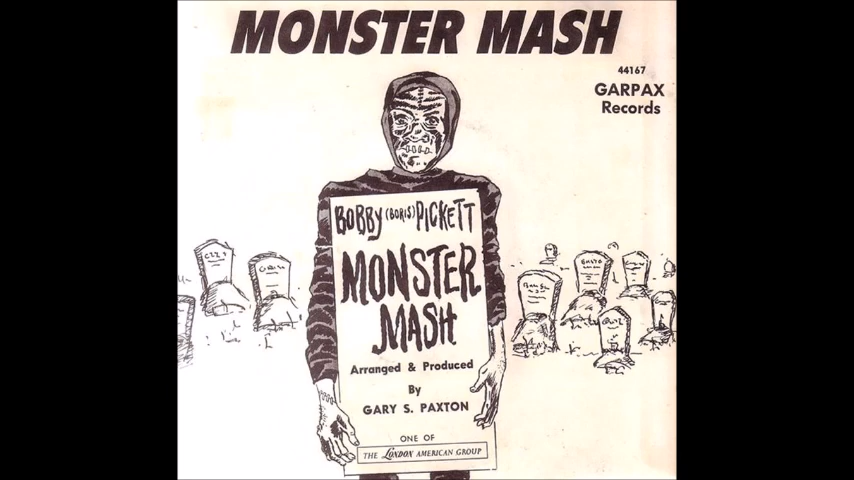 MONSTER MASH
44167
GARPAX
Records
BOBBY (BORIS) PICKETT
MONSTER
MASH
Arranged & Produced
By
GARY S. PAXTON
ONE OF
THE LONDON AMERICAN GROUP